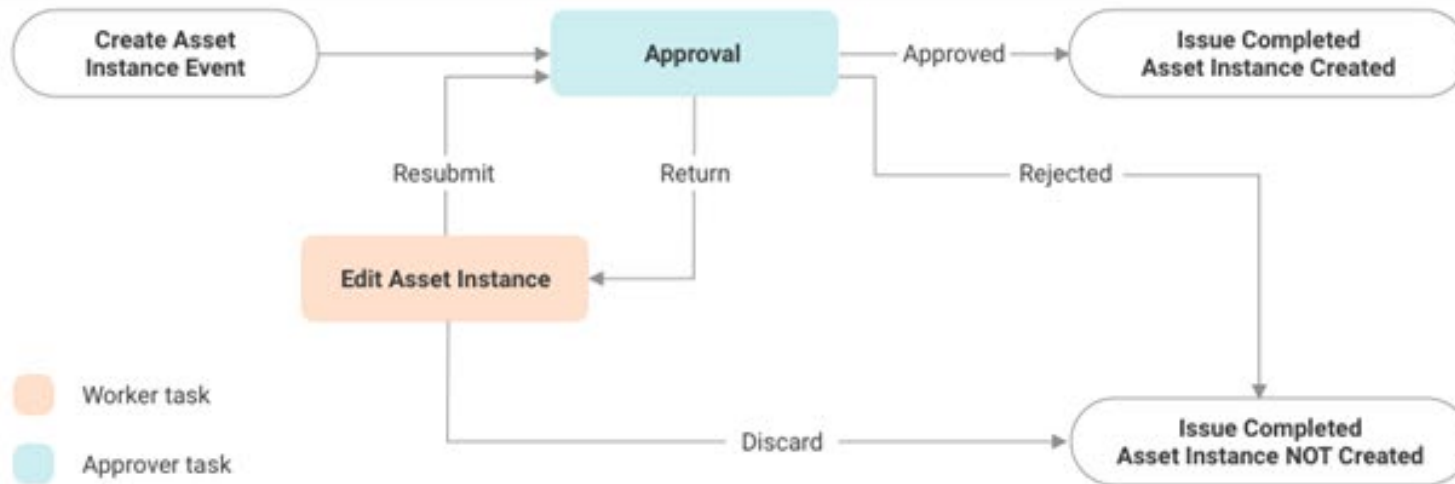 Create Asset
Instance Event
Approval
Approved
Issue Completed
Asset Instance Created
Resubmit
Return
Rejected
Edit Asset Instance
Worker task
Discard
Issue Completed
Asset Instance NOT Created
Approver task